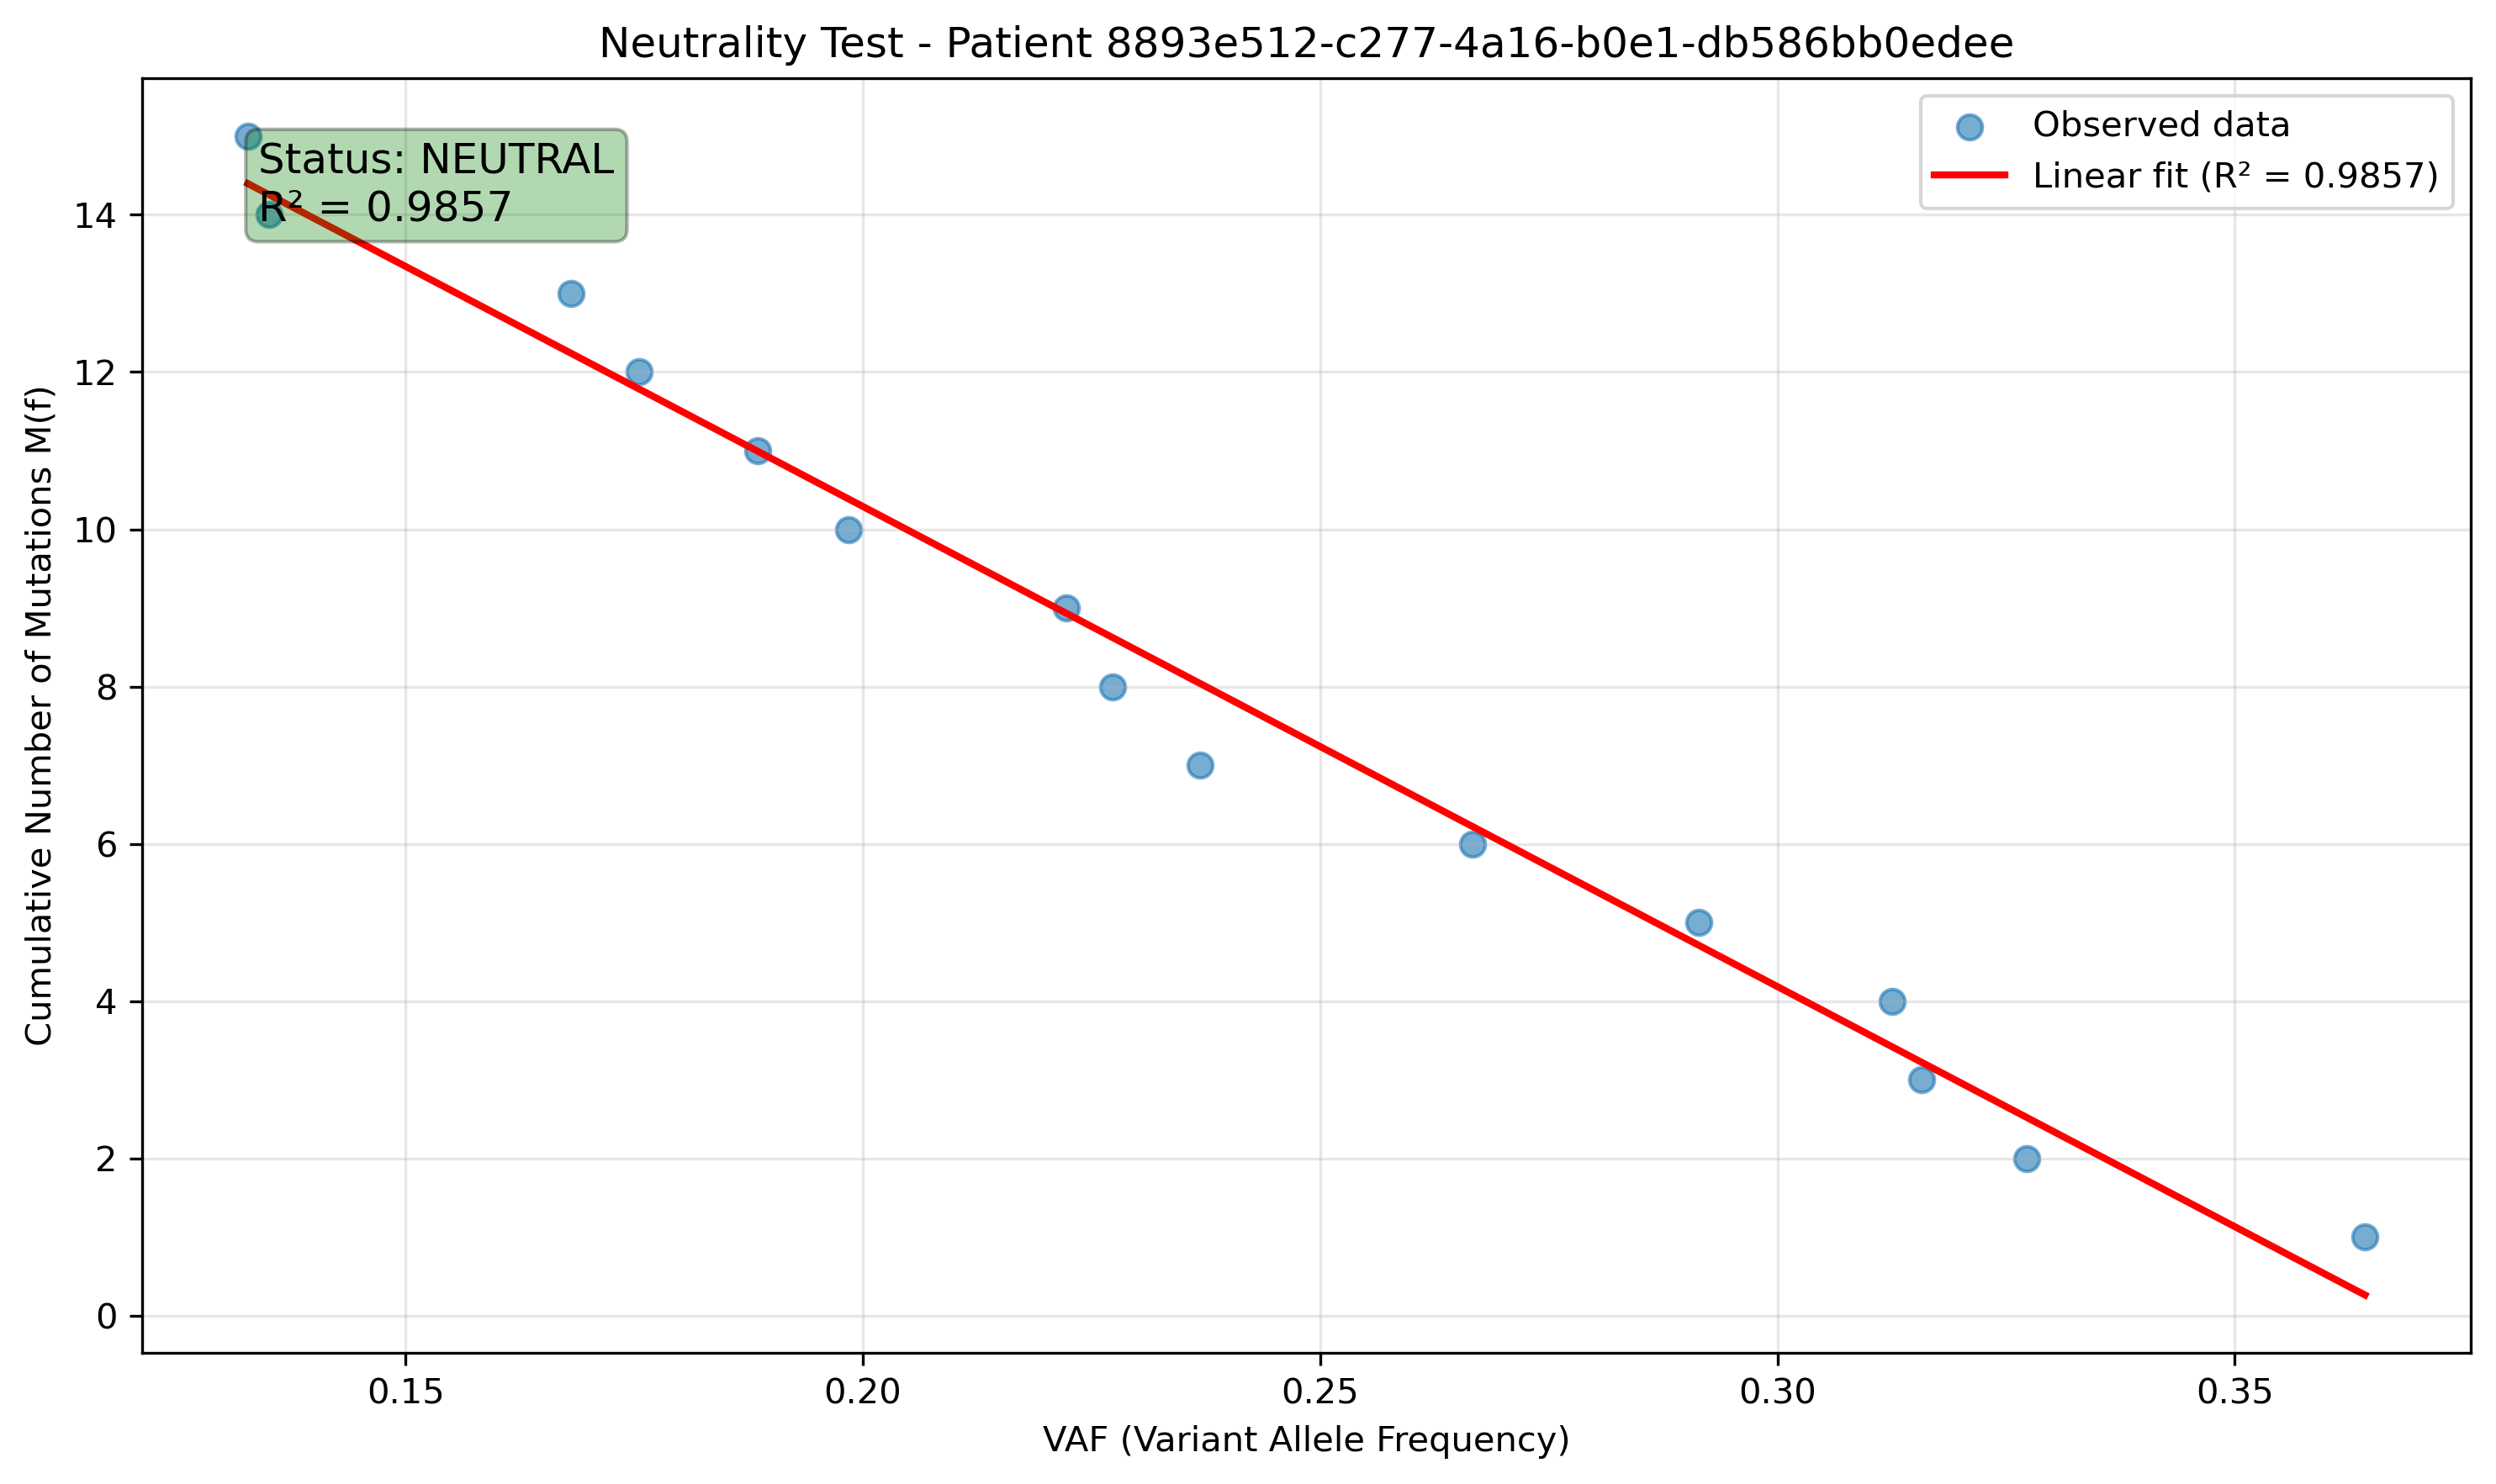 Neutrality Test - Patient 8893e512-c277-4a16-b0e1-db586bb0edee
Observed data
Linear fit (R² = 0.9857)
Status: NEUTRAL
R² = 0.9857
Cumulative Number of Mutations M(f)
14
12
10
8
6
4
2
0
0.15
0.20
0.25
0.30
0.35
VAF (Variant Allele Frequency)